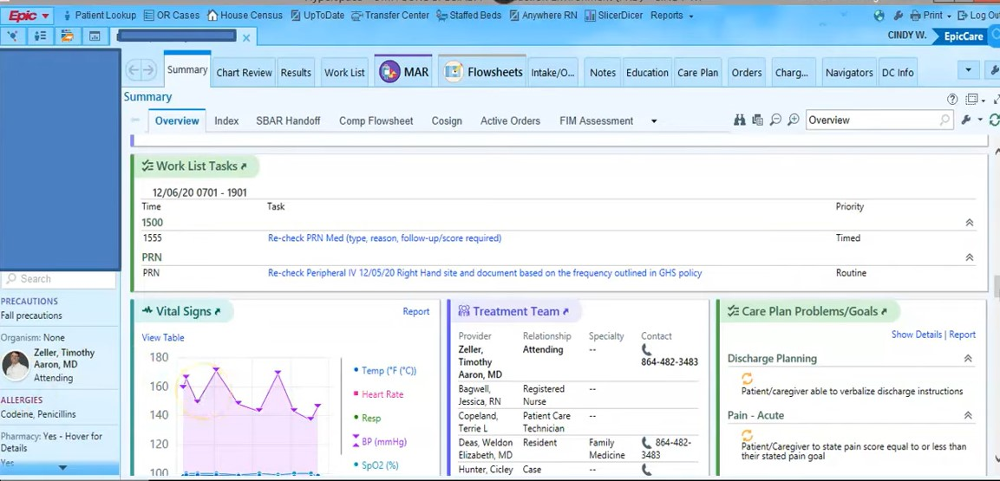 Epic
Patient Lookup
OR Cases
House Census
UpToDate
Transfer Center
Staffed Beds
Anywhere RN
SlicerDicer
Reports
Print
Log Out
CINDY W.
EpicCare
Summary
Chart Review
Results
Work List
MAR
Flowsheets
Intake/O...
Notes
Education
Care Plan
Orders
Charg...
Navigators
DC Info
Summary
Overview
Index
SBAR Handoff
Comp Flowsheet
Cosign
Active Orders
FIM Assessment
Overview
Work List Tasks
12/06/20 0701 - 1901
Time Task Priority
1500
1555 Re-check PRN Med (type, reason, follow-up/score required) Timed
PRN
PRN Re-check Peripheral IV 12/05/20 Right Hand site and document based on the frequency outlined in GHS policy Routine
Search
PRECAUTIONS
Fall precautions
Organism: None
Zeller, Timothy
Aaron, MD
Attending
ALLERGIES
Codeine, Penicillins
Pharmacy: Yes - Hover for
Details
Yes
Vital Signs
Report
View Table
180
160
140
120
100
Temp (°F (°C))
Heart Rate
Resp
BP (mmHg)
SpO2 (%)
Treatment Team
Provider Relationship Specialty Contact
Zeller, Attending -- 864-482-3483
Timothy
Aaron, MD
Bagwell, Registered --
Jessica, RN Nurse
Copeland, Patient Care --
Terrie L Technician
Deas, Weldon Resident Family 864-482-
Elizabeth, MD Medicine 3483
Hunter, Cicley Case --
Care Plan Problems/Goals
Show Details | Report
Discharge Planning
Patient/caregiver able to verbalize discharge instructions
Pain - Acute
Patient/Caregiver to state pain score equal to or less than
their stated pain goal